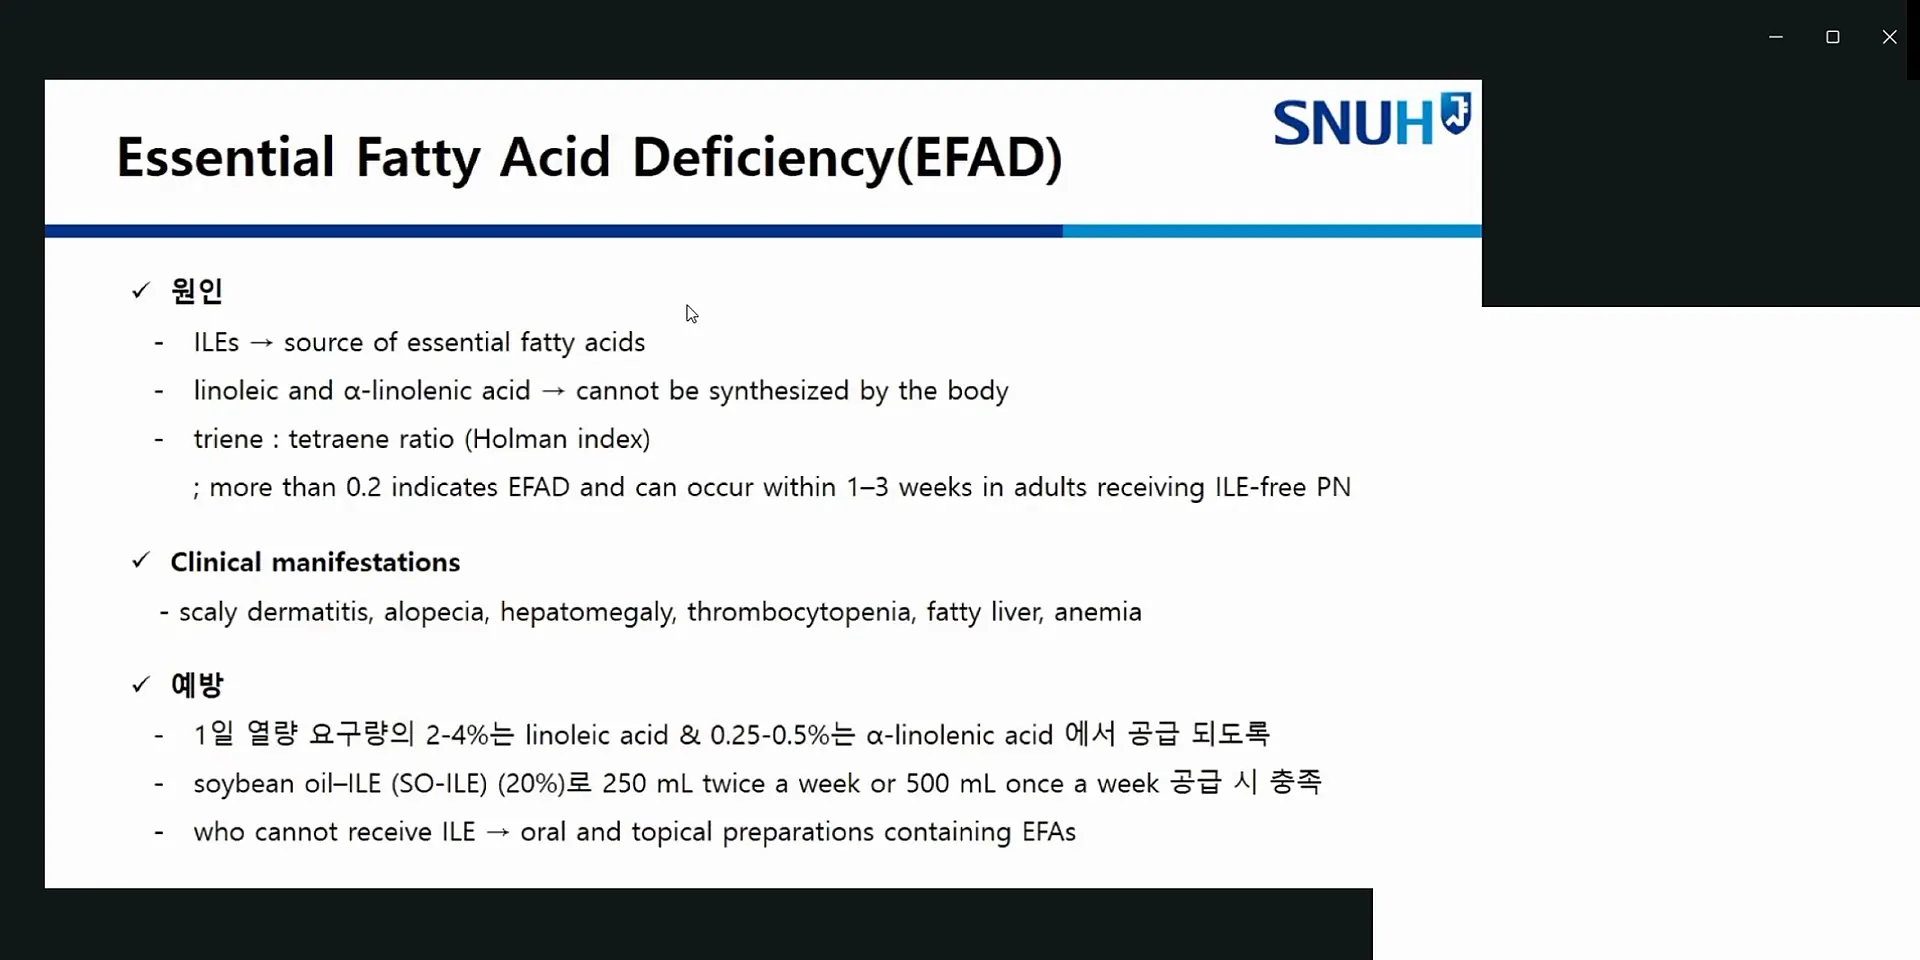 SNUH
Essential Fatty Acid Deficiency(EFAD)
✓ 원인
- ILEs → source of essential fatty acids
- linoleic and α-linolenic acid → cannot be synthesized by the body
- triene : tetraene ratio (Holman index)
; more than 0.2 indicates EFAD and can occur within 1–3 weeks in adults receiving ILE-free PN
✓ Clinical manifestations
- scaly dermatitis, alopecia, hepatomegaly, thrombocytopenia, fatty liver, anemia
✓ 예방
- 1일 열량 요구량의 2-4%는 linoleic acid & 0.25-0.5%는 α-linolenic acid 에서 공급 되도록
- soybean oil–ILE (SO-ILE) (20%)로 250 mL twice a week or 500 mL once a week 공급 시 충족
- who cannot receive ILE → oral and topical preparations containing EFAs